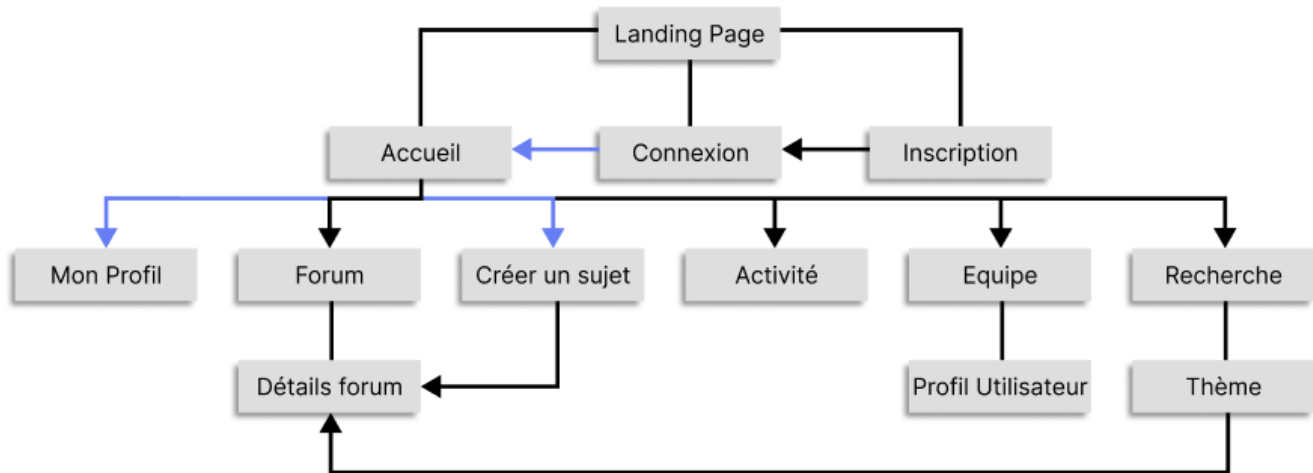 Landing Page
Accueil
Connexion
Inscription
Mon Profil
Forum
Créer un sujet
Activité
Equipe
Recherche
Détails forum
Profil Utilisateur
Thème